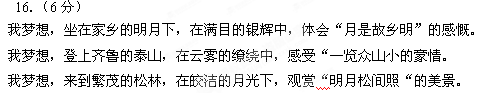 16.（6分）
我梦想，坐在家乡的明月下，在满目的银辉中，体会“月是故乡明”的感慨。
我梦想，登上齐鲁的泰山，在云雾的缭绕中，感受“一览众山小的豪情。
我梦想，来到繁茂的松林，在皎洁的月光下，观赏“明月松间照“的美景。